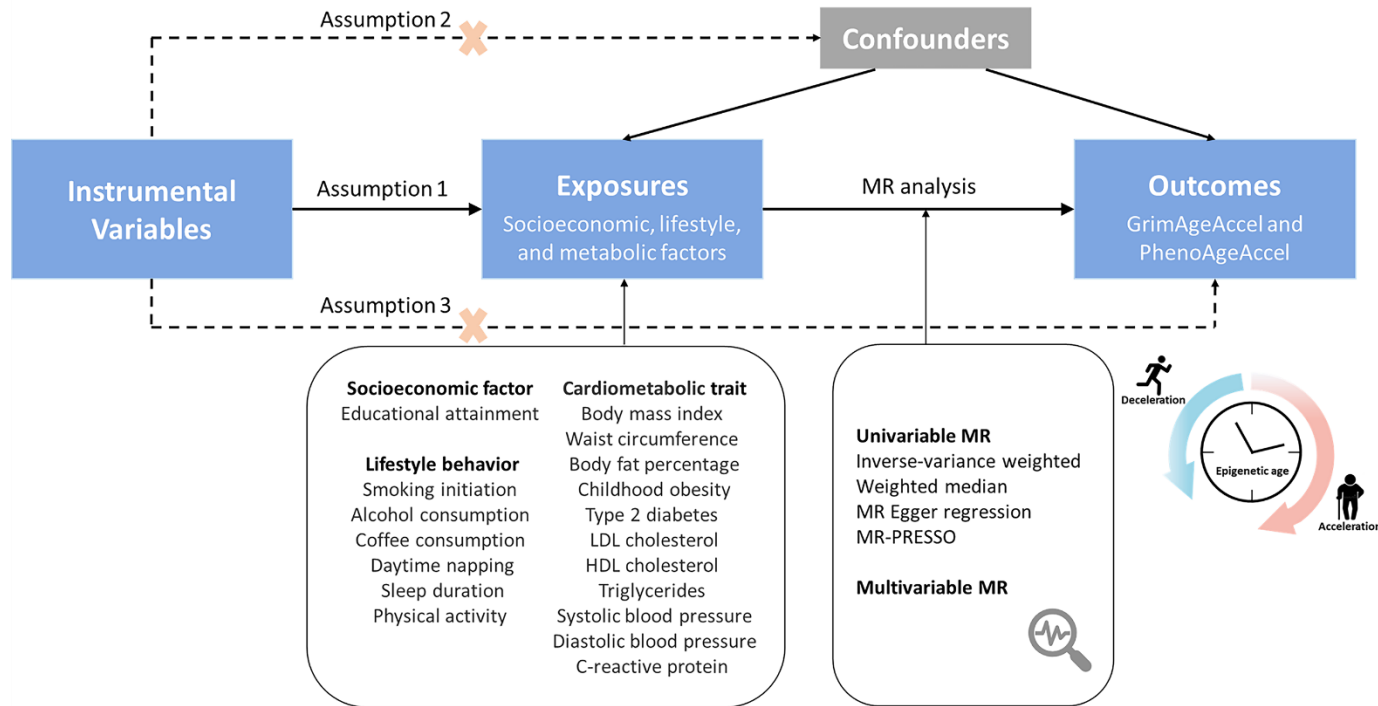 Assumption 2
Confounders
Instrumental
Variables
Assumption 1
Exposures
Socioeconomic, lifestyle,
and metabolic factors
MR analysis
Outcomes
GrimAgeAccel and
PhenoAgeAccel
Assumption 3
Socioeconomic factor
Educational attainment
Lifestyle behavior
Smoking initiation
Alcohol consumption
Coffee consumption
Daytime napping
Sleep duration
Physical activity
Cardiometabolic trait
Body mass index
Waist circumference
Body fat percentage
Childhood obesity
Type 2 diabetes
LDL cholesterol
HDL cholesterol
Triglycerides
Systolic blood pressure
Diastolic blood pressure
C-reactive protein
Univariable MR
Inverse-variance weighted
Weighted median
MR Egger regression
MR-PRESSO
Multivariable MR
Deceleration
Epigenetic age
Acceleration